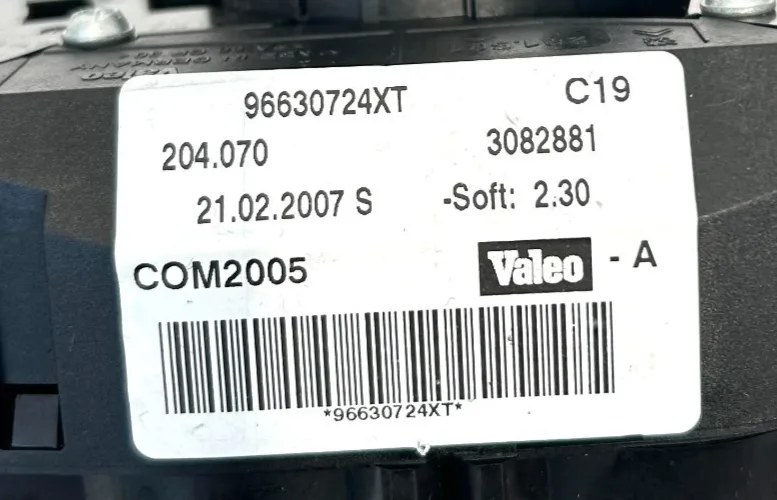 96630724XT C19
204.070 3082881
21.02.2007 S -Soft: 2.30
COM2005 Valeo - A
*96630724XT*